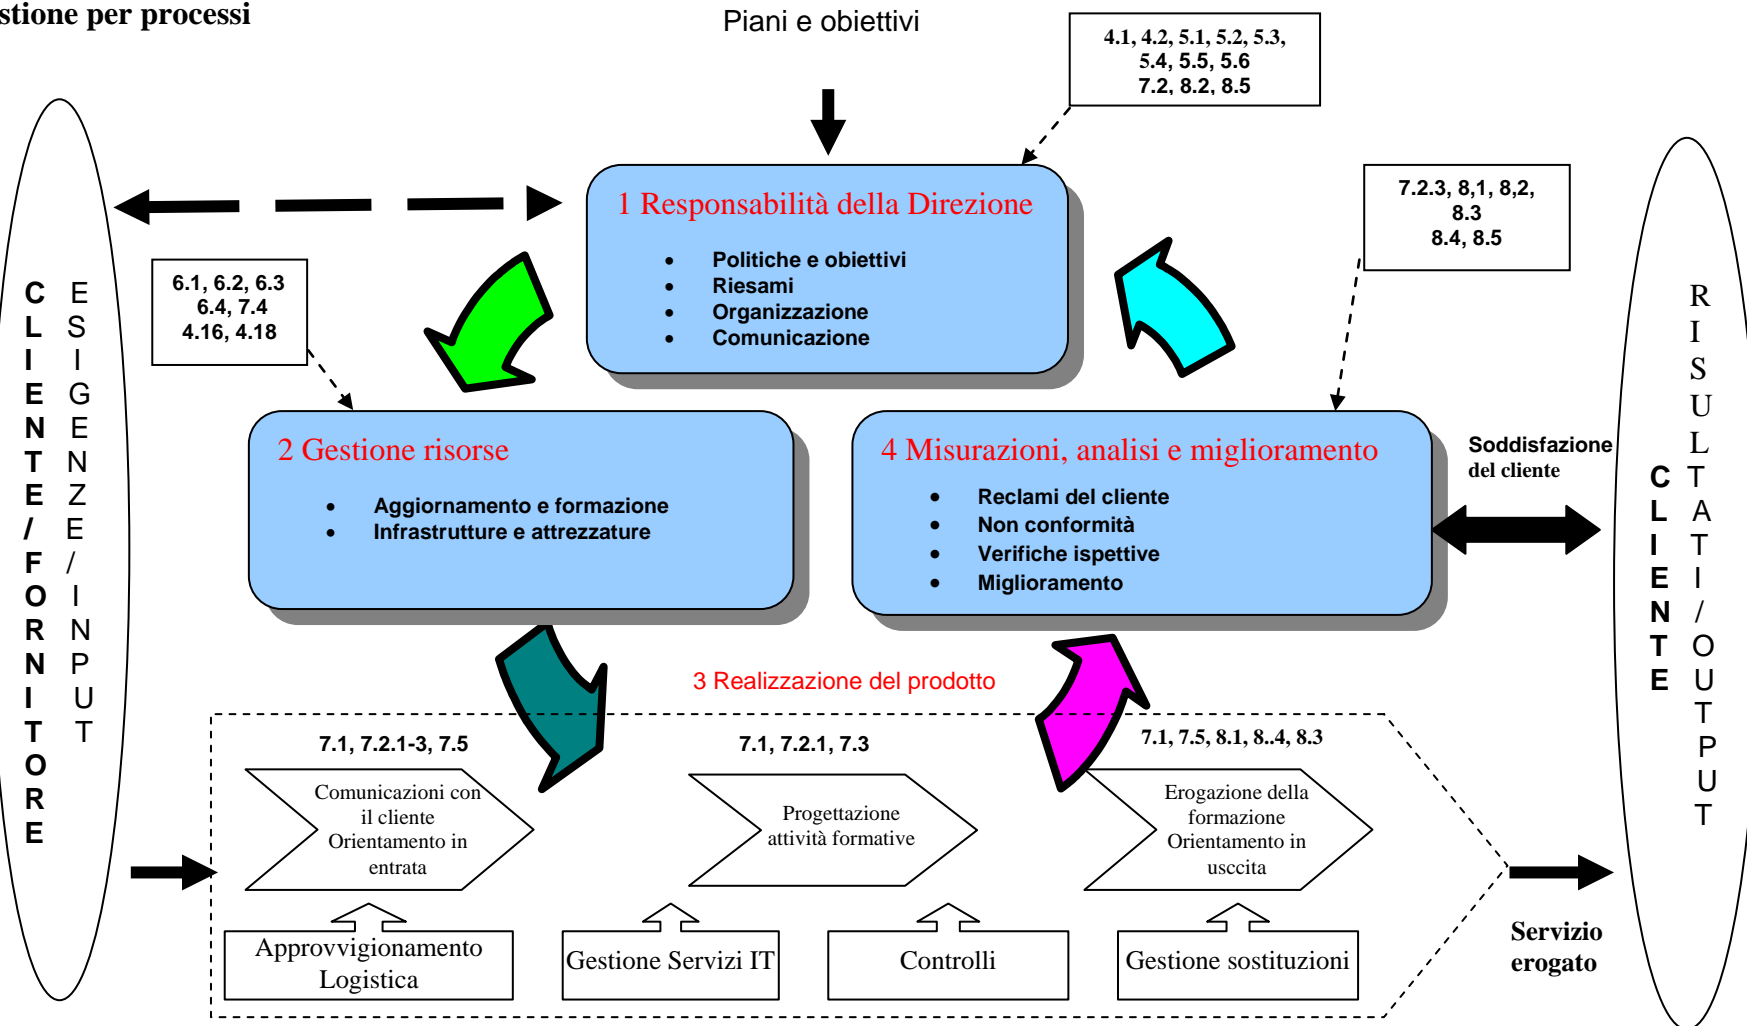 stione per processi
Piani e obiettivi
4.1, 4.2, 5.1, 5.2, 5.3,
5.4, 5.5, 5.6
7.2, 8.2, 8.5
1 Responsabilità della Direzione
• Politiche e obiettivi
• Riesami
• Organizzazione
• Comunicazione
7.2.3, 8,1, 8,2,
8.3
8.4, 8.5
6.1, 6.2, 6.3
6.4, 7.4
4.16, 4.18
CLIENTE/FORNITORE
ESIGENZE/INPUT
2 Gestione risorse
• Aggiornamento e formazione
• Infrastrutture e attrezzature
4 Misurazioni, analisi e miglioramento
• Reclami del cliente
• Non conformità
• Verifiche ispettive
• Miglioramento
Soddisfazione
del cliente
CLIENTE
RISULTATI/OUTPUT
3 Realizzazione del prodotto
7.1, 7.2.1-3, 7.5
7.1, 7.2.1, 7.3
7.1, 7.5, 8.1, 8..4, 8.3
Comunicazioni con
il cliente
Orientamento in
entrata
Progettazione
attività formative
Erogazione della
formazione
Orientamento in
usccita
Approvvigionamento
Logistica
Gestione Servizi IT
Controlli
Gestione sostituzioni
Servizio
erogato